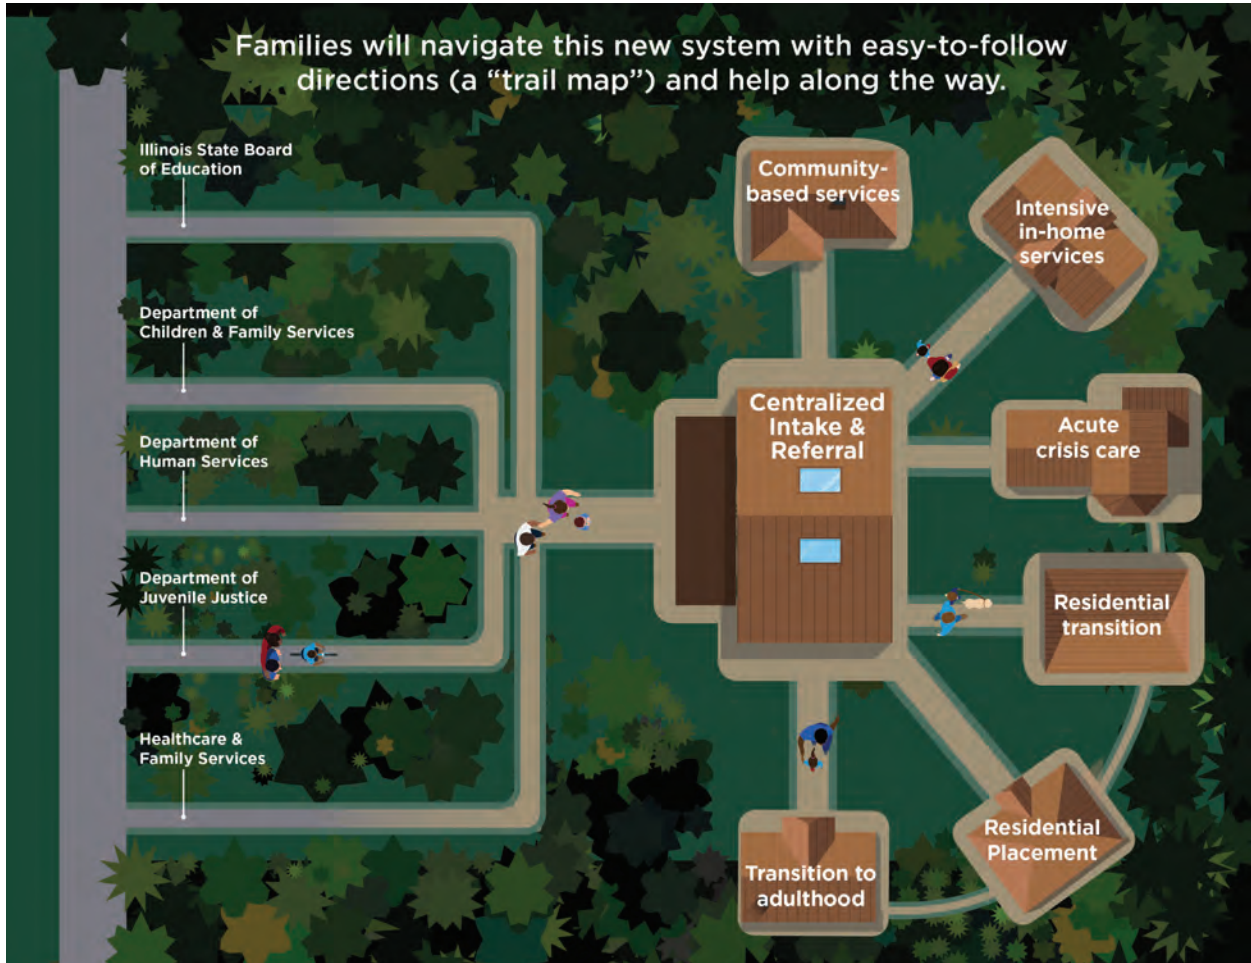 Families will navigate this new system with easy-to-follow
directions (a “trail map”) and help along the way.
Illinois State Board
of Education
Department of
Children & Family Services
Department of
Human Services
Department of
Juvenile Justice
Healthcare &
Family Services
Centralized
Intake &
Referral
Community-
based services
Intensive
in-home
services
Acute
crisis care
Residential
transition
Residential
Placement
Transition to
adulthood